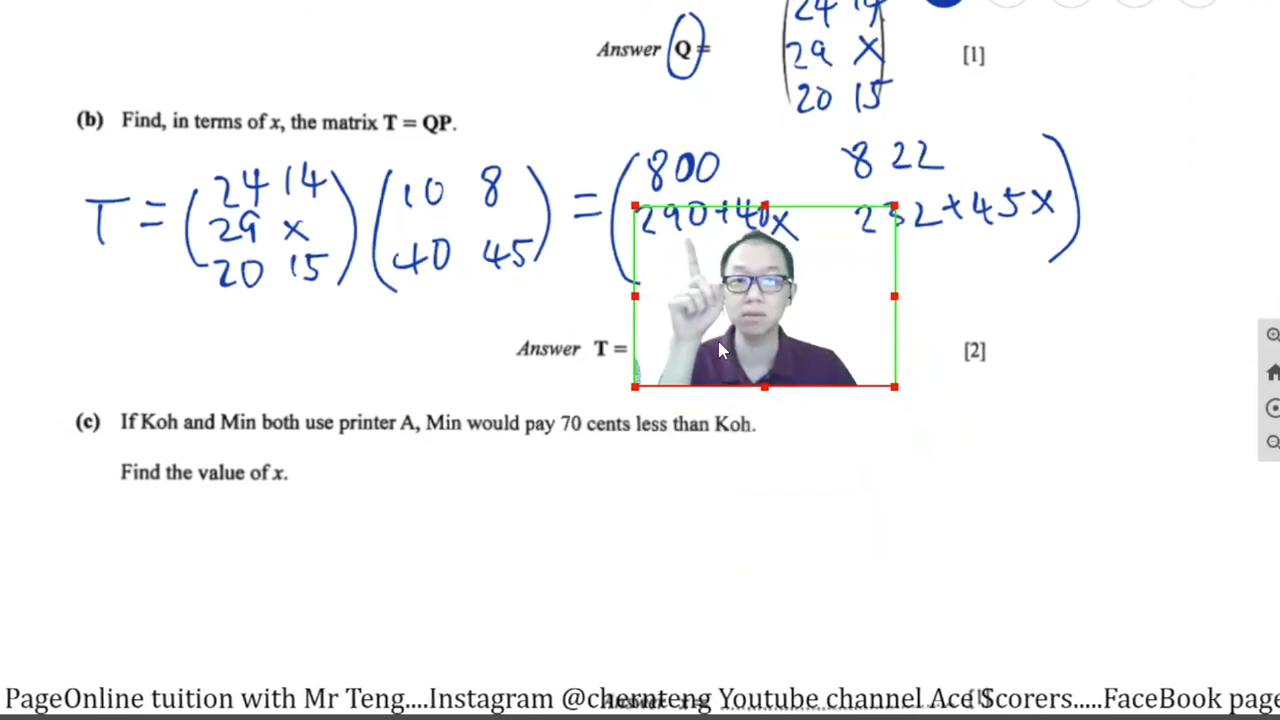 24 14
Answer Q = 29 x [1]
20 15
(b) Find, in terms of x, the matrix T = QP.
T = (24 14 29 x 20 15) (10 8 40 45) = (800 822 290+40x 232+45x)
Answer T = [2]
(c) If Koh and Min both use printer A, Min would pay 70 cents less than Koh.
Find the value of x.
PageOnline tuition with Mr Teng....Instagram @chernteng Youtube channel Ace Scorers.....FaceBook page